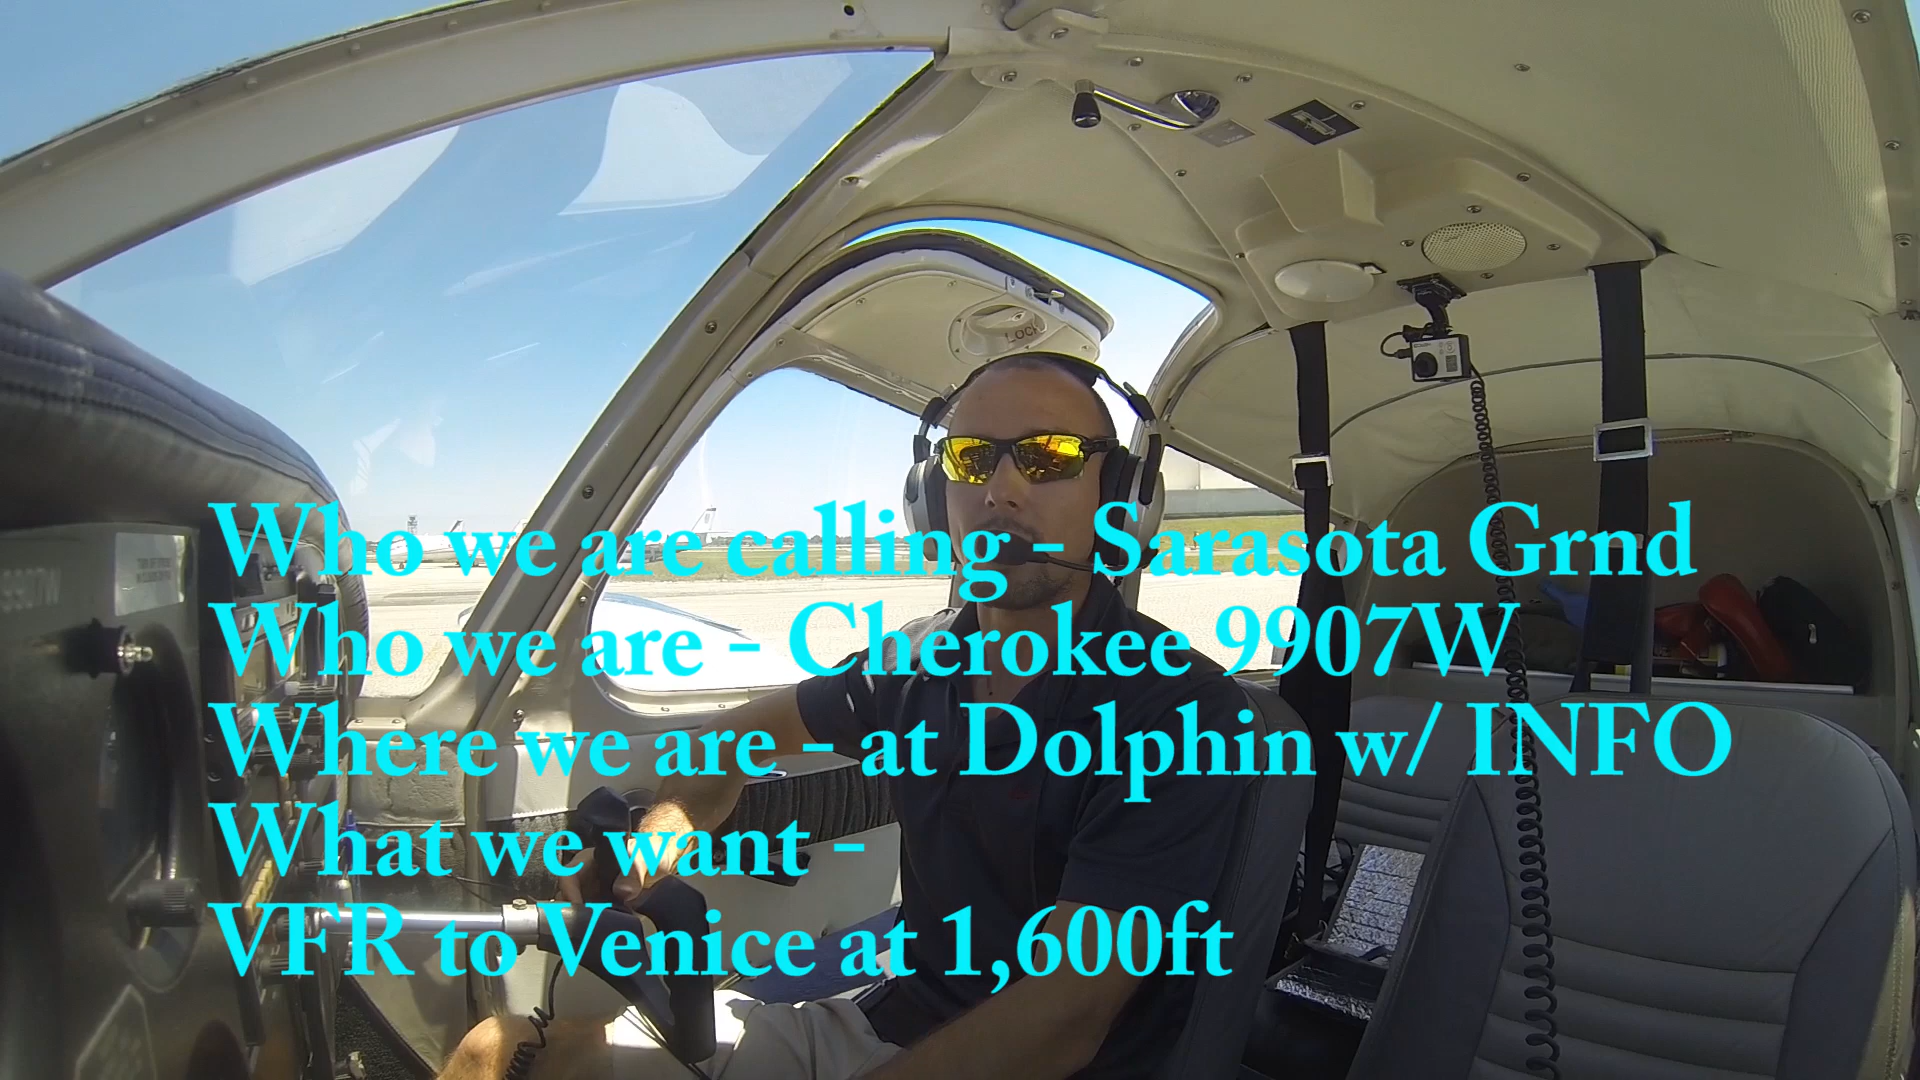 LOCK
Who we are calling - Sarasota Grnd
Who we are - Cherokee 9907W
Where we are - at Dolphin w/ INFO
What we want -
VFR to Venice at 1,600ft